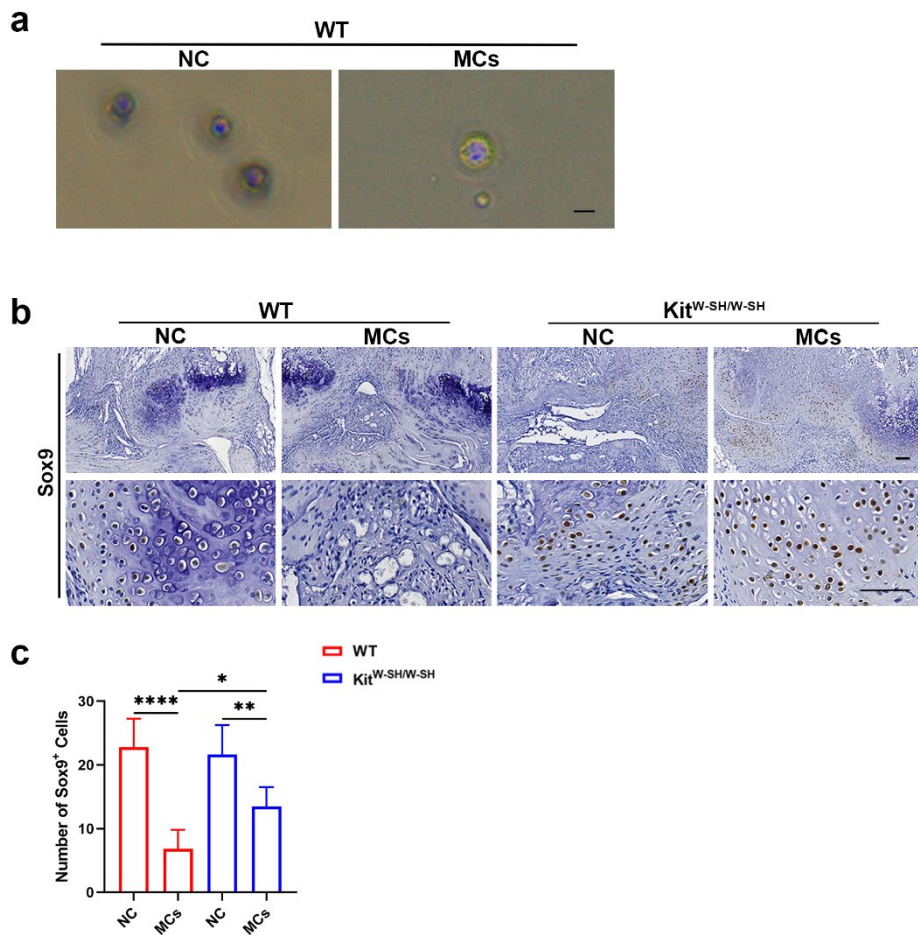 a
WT
NC MCs
b
WT Kit^W-SH/W-SH
NC MCs NC MCs
Sox9
c
WT
Kit^W-SH/W-SH
Number of Sox9⁺ Cells
30
20
10
0
****
*
**
NC MCs NC MCs